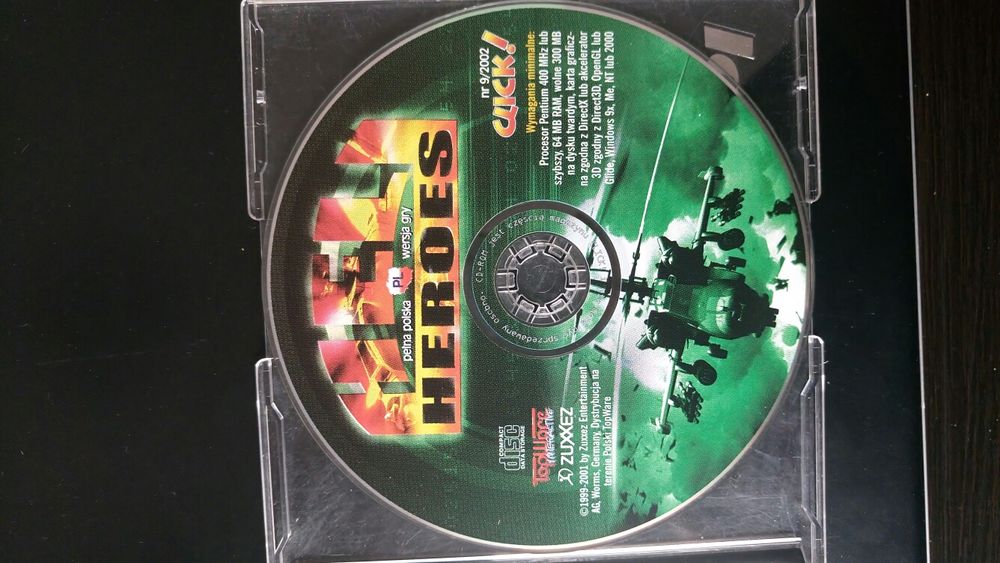 HELI
pełna polska PL wersja gry
HEROES
nr 9/2002
CLICK!
Wymagania minimalne:
Procesor Pentium 400 MHz lub
szybszy, 64 MB RAM, wolne 300 MB
na dysku twardym, karta graficz-
na zgodna z DirectX lub akcelerator
3D zgodny z Direct3D, OpenGL lub
Glide, Windows 9x, Me, NT lub 2000
CD-ROM jest częścią magazynu
sprzedawany osobno.
COMPACT
disc
DATA STORAGE
TopWare
INTERACTIVE
ZUXXEZ
©1999-2001 by Zuxxez Entertainment
AG, Worms, Germany, Dystrybucja na
terenie Polski TopWare